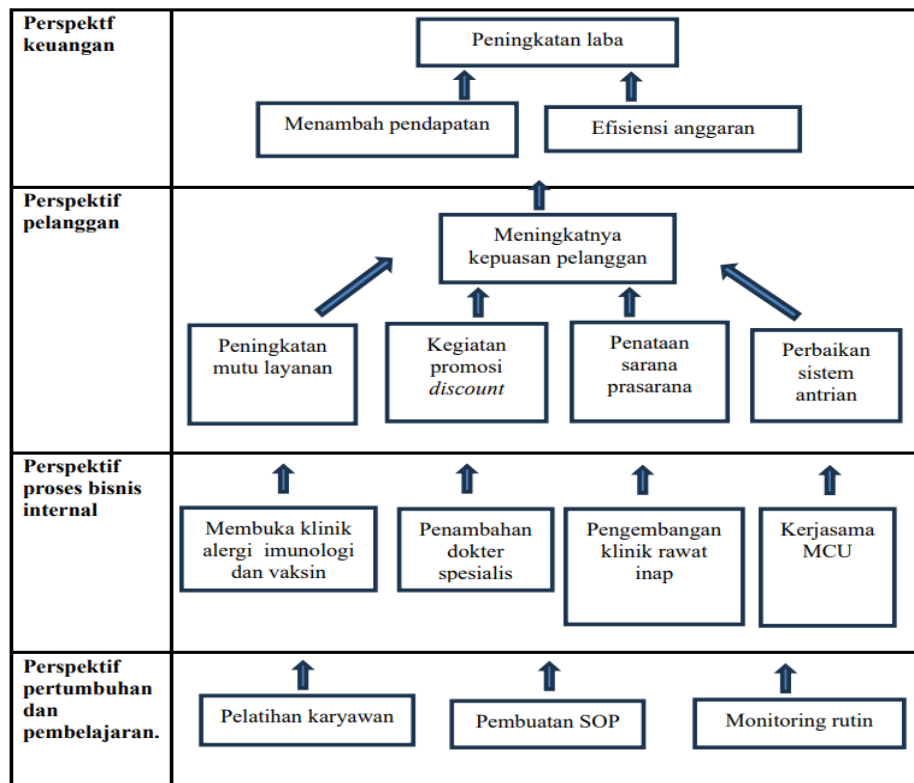 Perspektf
keuangan
Peningkatan laba
Menambah pendapatan
Efisiensi anggaran
Perspektif
pelanggan
Meningkatnya
kepuasan pelanggan
Peningkatan
mutu layanan
Kegiatan
promosi
discount
Penataan
sarana
prasarana
Perbaikan
sistem
antrian
Perspektif
proses bisnis
internal
Membuka klinik
alergi imunologi
dan vaksin
Penambahan
dokter
spesialis
Pengembangan
klinik rawat
inap
Kerjasama
MCU
Perspektif
pertumbuhan
dan
pembelajaran.
Pelatihan karyawan
Pembuatan SOP
Monitoring rutin